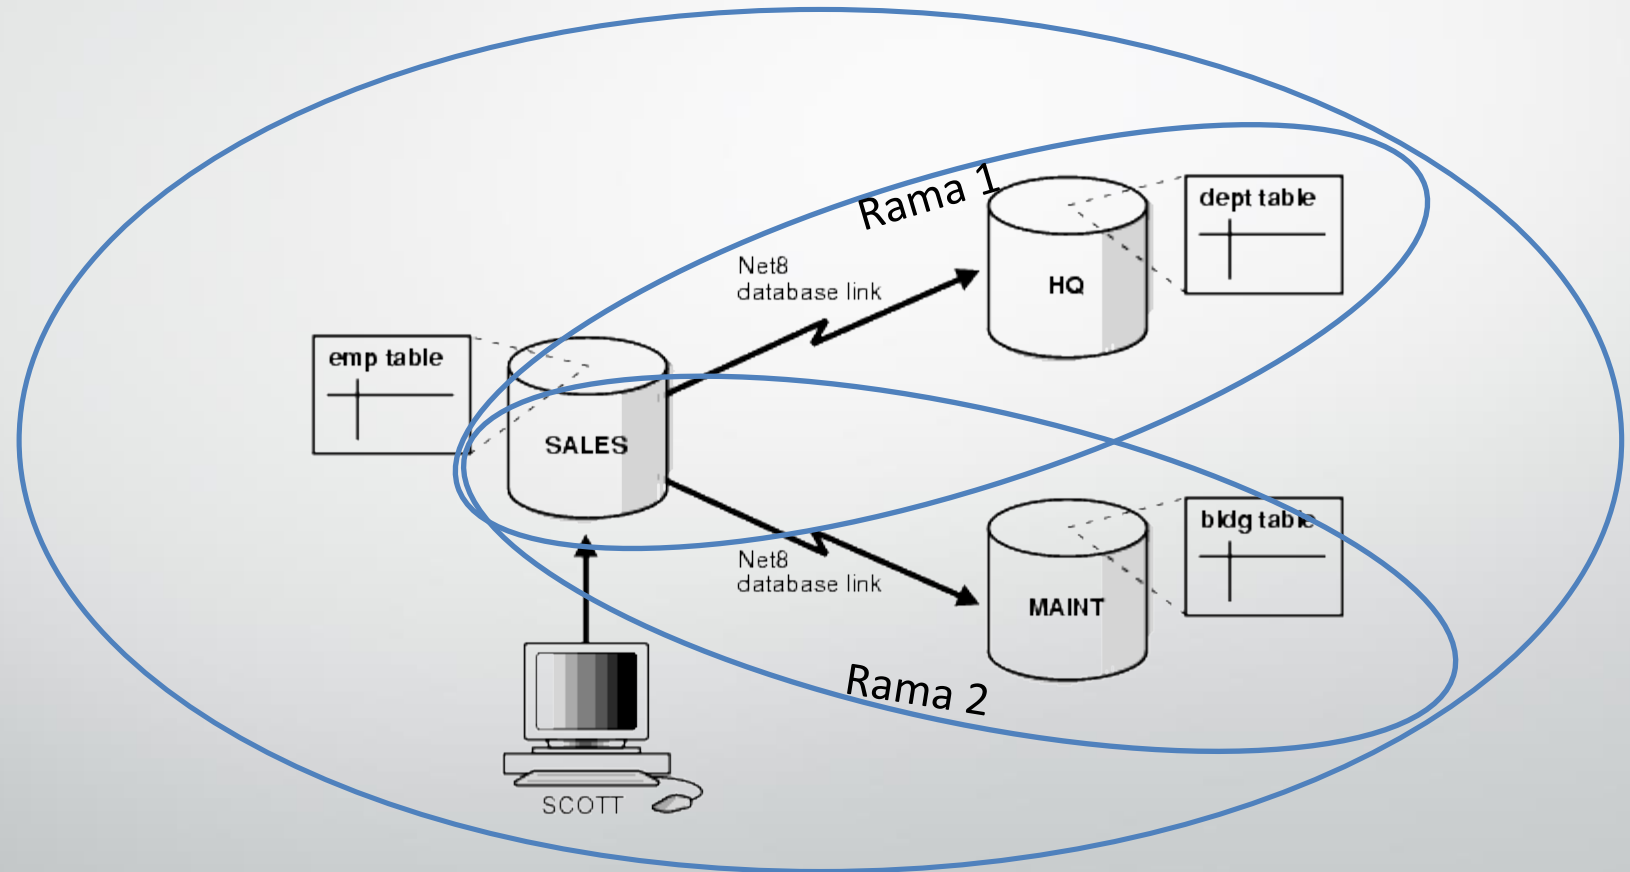 Rama 1
dept table
Net8
database link
HQ
emp table
SALES
bldg table
Net8
database link
MAINT
Rama 2
SCOTT